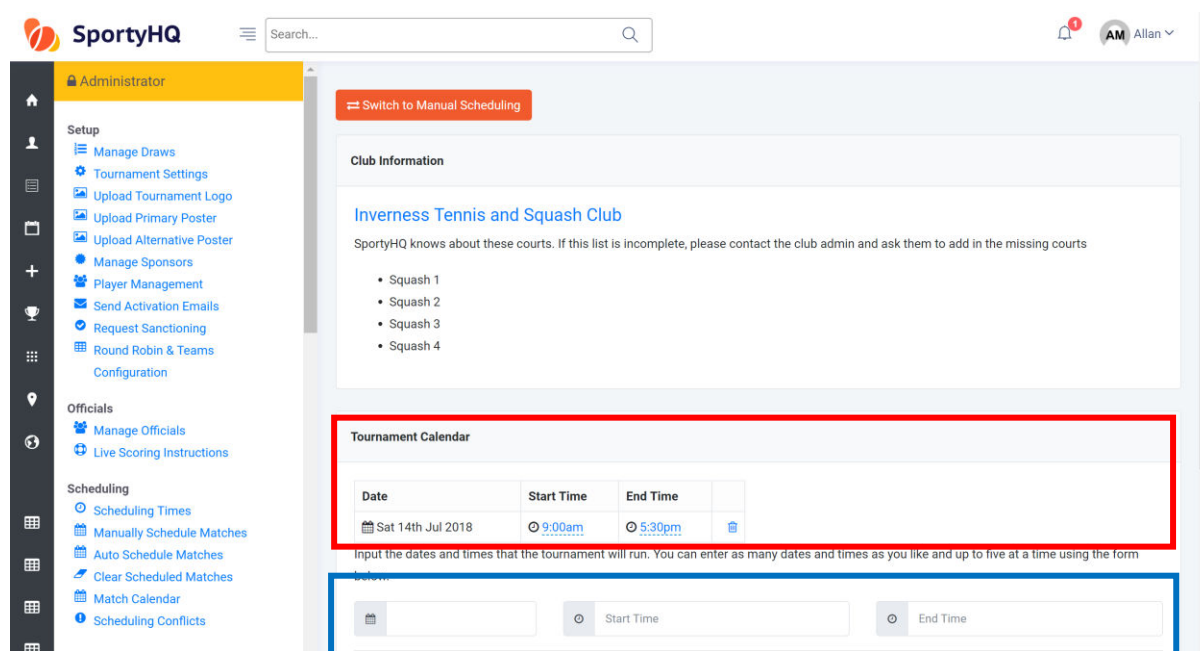 SportyHQ
Search...
1
AM Allan
Administrator
Setup
Manage Draws
Tournament Settings
Upload Tournament Logo
Upload Primary Poster
Upload Alternative Poster
Manage Sponsors
Player Management
Send Activation Emails
Request Sanctioning
Round Robin & Teams
Configuration
Officials
Manage Officials
Live Scoring Instructions
Scheduling
Scheduling Times
Manually Schedule Matches
Auto Schedule Matches
Clear Scheduled Matches
Match Calendar
Scheduling Conflicts
Switch to Manual Scheduling
Club Information
Inverness Tennis and Squash Club
SportyHQ knows about these courts. If this list is incomplete, please contact the club admin and ask them to add in the missing courts
• Squash 1
• Squash 2
• Squash 3
• Squash 4
Tournament Calendar
Date Start Time End Time
Sat 14th Jul 2018 9:00am 5:30pm
Input the dates and times that the tournament will run. You can enter as many dates and times as you like and up to five at a time using the form
below.
Start Time End Time